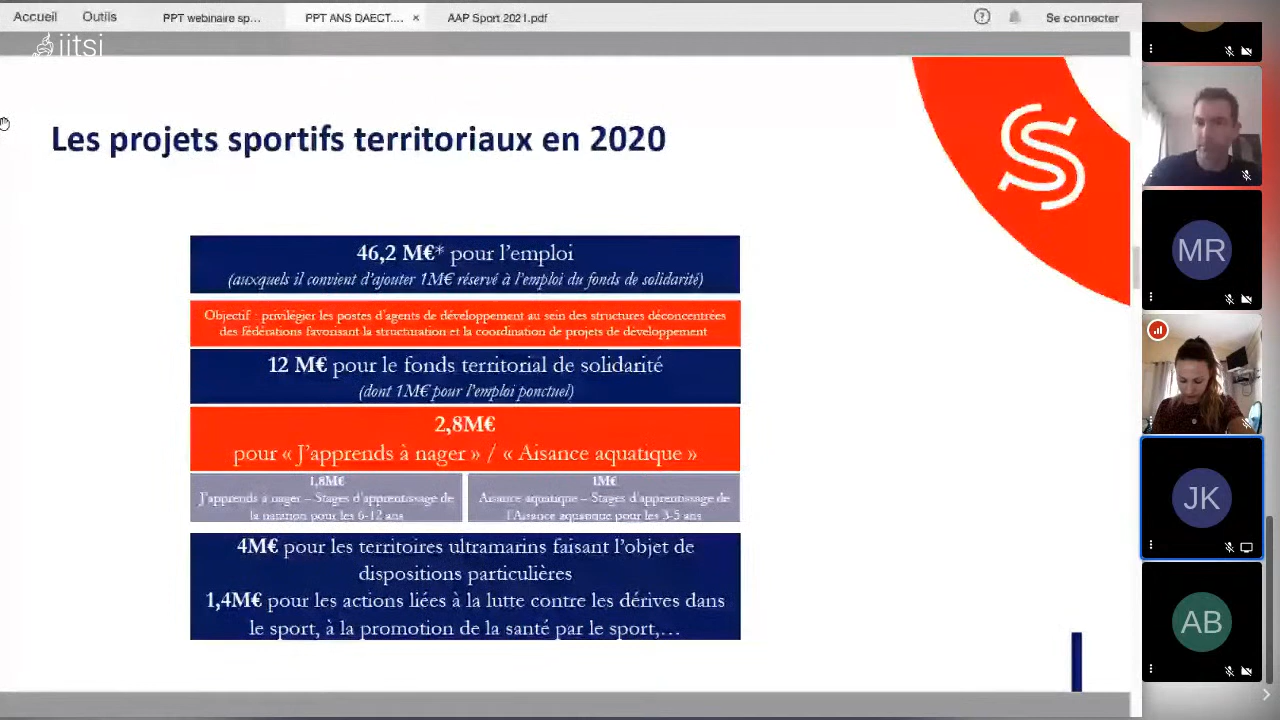 Accueil Outils PPT webinaire sp... PPT ANS DAECT.... × AAP Sport 2021.pdf ? Se connecter
jitsi
Les projets sportifs territoriaux en 2020
S
46,2 M€* pour l'emploi
(auxquels il convient d'ajouter 1M€ réservé à l'emploi du fonds de solidarité)
Objectif : privilégier les postes d'agents de développement au sein des structures déconcentrées
des fédérations favorisant la structuration et la coordination de projets de développement
12 M€ pour le fonds territorial de solidarité
(dont 1M€ pour l'emploi ponctuel)
2,8M€
pour « J'apprends à nager » / « Aisance aquatique »
1,8M€
J'apprends à nager – Stages d'apprentissage de
la natation pour les 6-12 ans
1M€
Aisance aquatique – Stages d'apprentissage de
l'Aisance aquatique pour les 3-5 ans
4M€ pour les territoires ultramarins faisant l'objet de
dispositions particulières
1,4M€ pour les actions liées à la lutte contre les dérives dans
le sport, à la promotion de la santé par le sport,…
MR
JK
AB